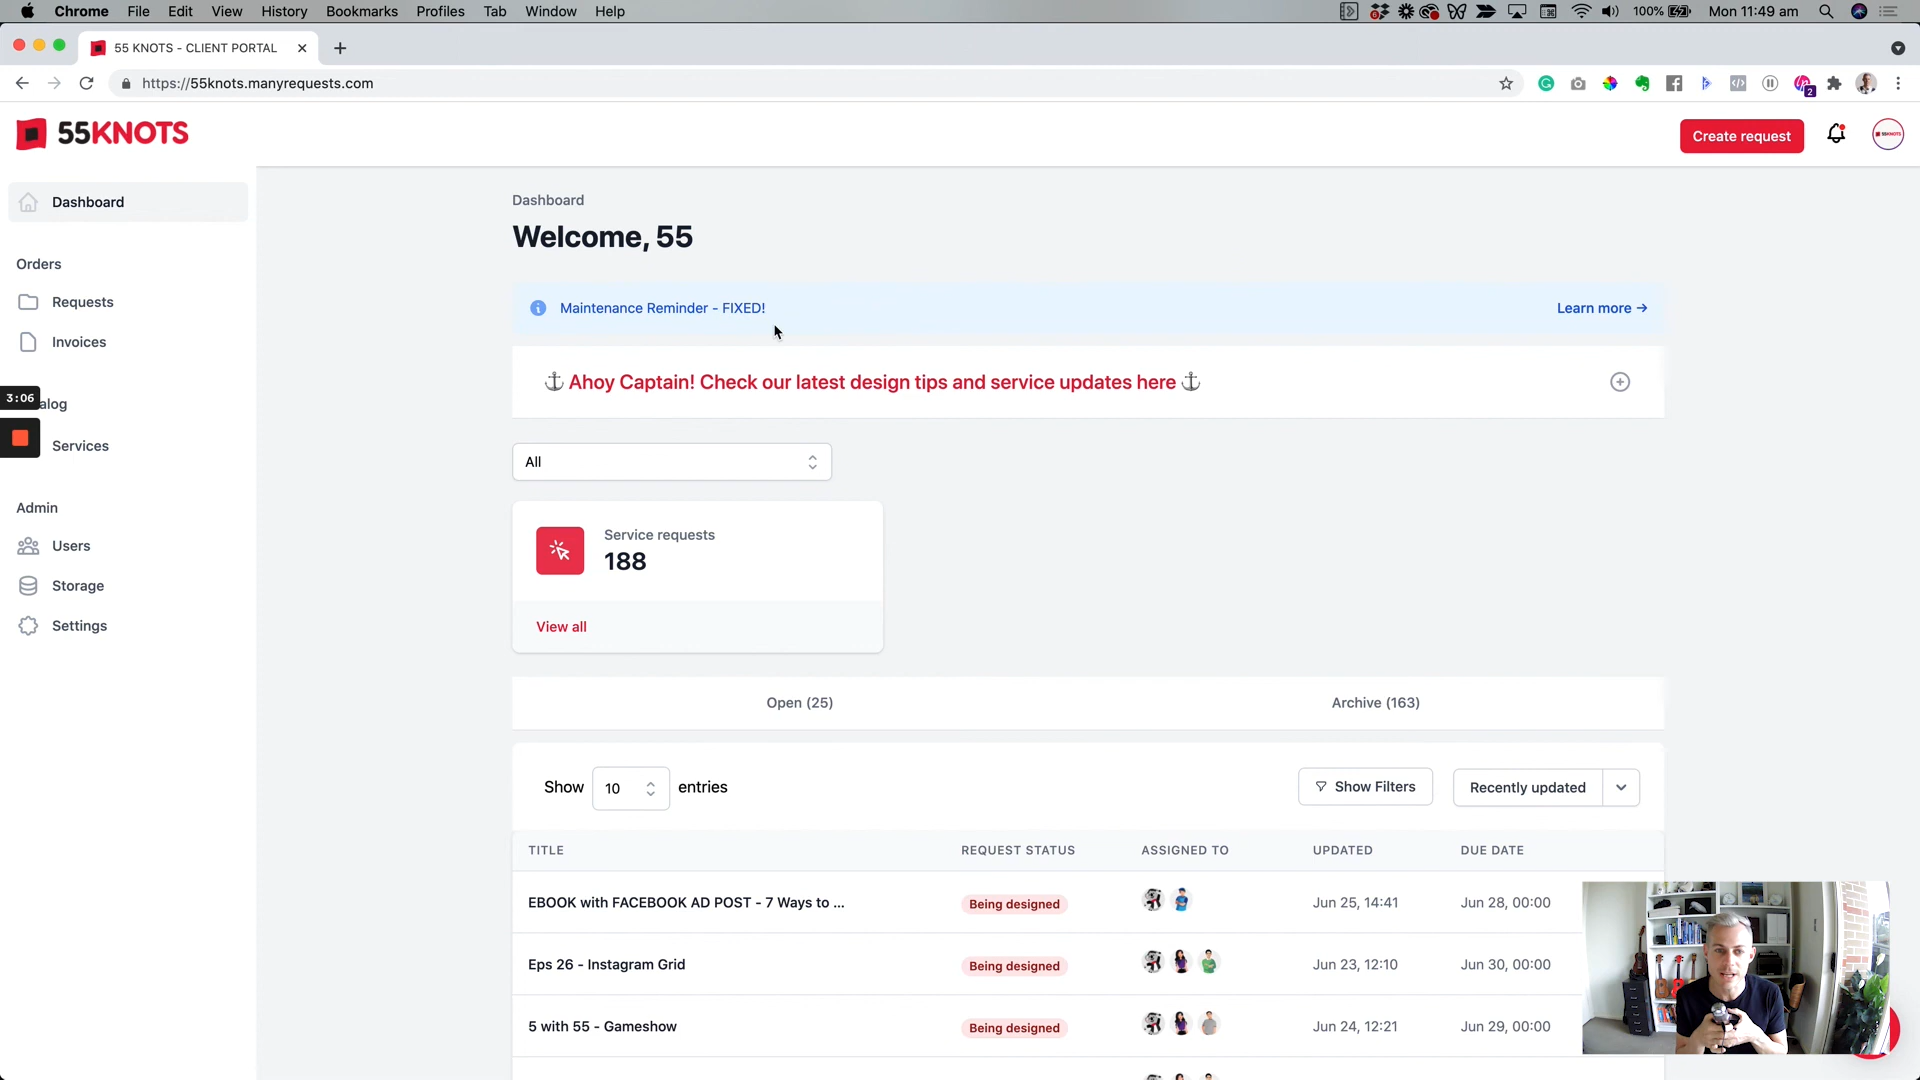 Chrome File Edit View History Bookmarks Profiles Tab Window Help
100% Mon 11:49 am
55 KNOTS - CLIENT PORTAL
https://55knots.manyrequests.com
2
55KNOTS
Create request
Dashboard
Orders
Requests
Invoices
3:06
alog
Services
Admin
Users
Storage
Settings
Dashboard
Welcome, 55
Maintenance Reminder - FIXED!
Learn more →
⚓ Ahoy Captain! Check our latest design tips and service updates here ⚓
All
Service requests
188
View all
Open (25)
Archive (163)
Show 10 entries
Show Filters
Recently updated
TITLE REQUEST STATUS ASSIGNED TO UPDATED DUE DATE
EBOOK with FACEBOOK AD POST - 7 Ways to ... Being designed Jun 25, 14:41 Jun 28, 00:00
Eps 26 - Instagram Grid Being designed Jun 23, 12:10 Jun 30, 00:00
5 with 55 - Gameshow Being designed Jun 24, 12:21 Jun 29, 00:00